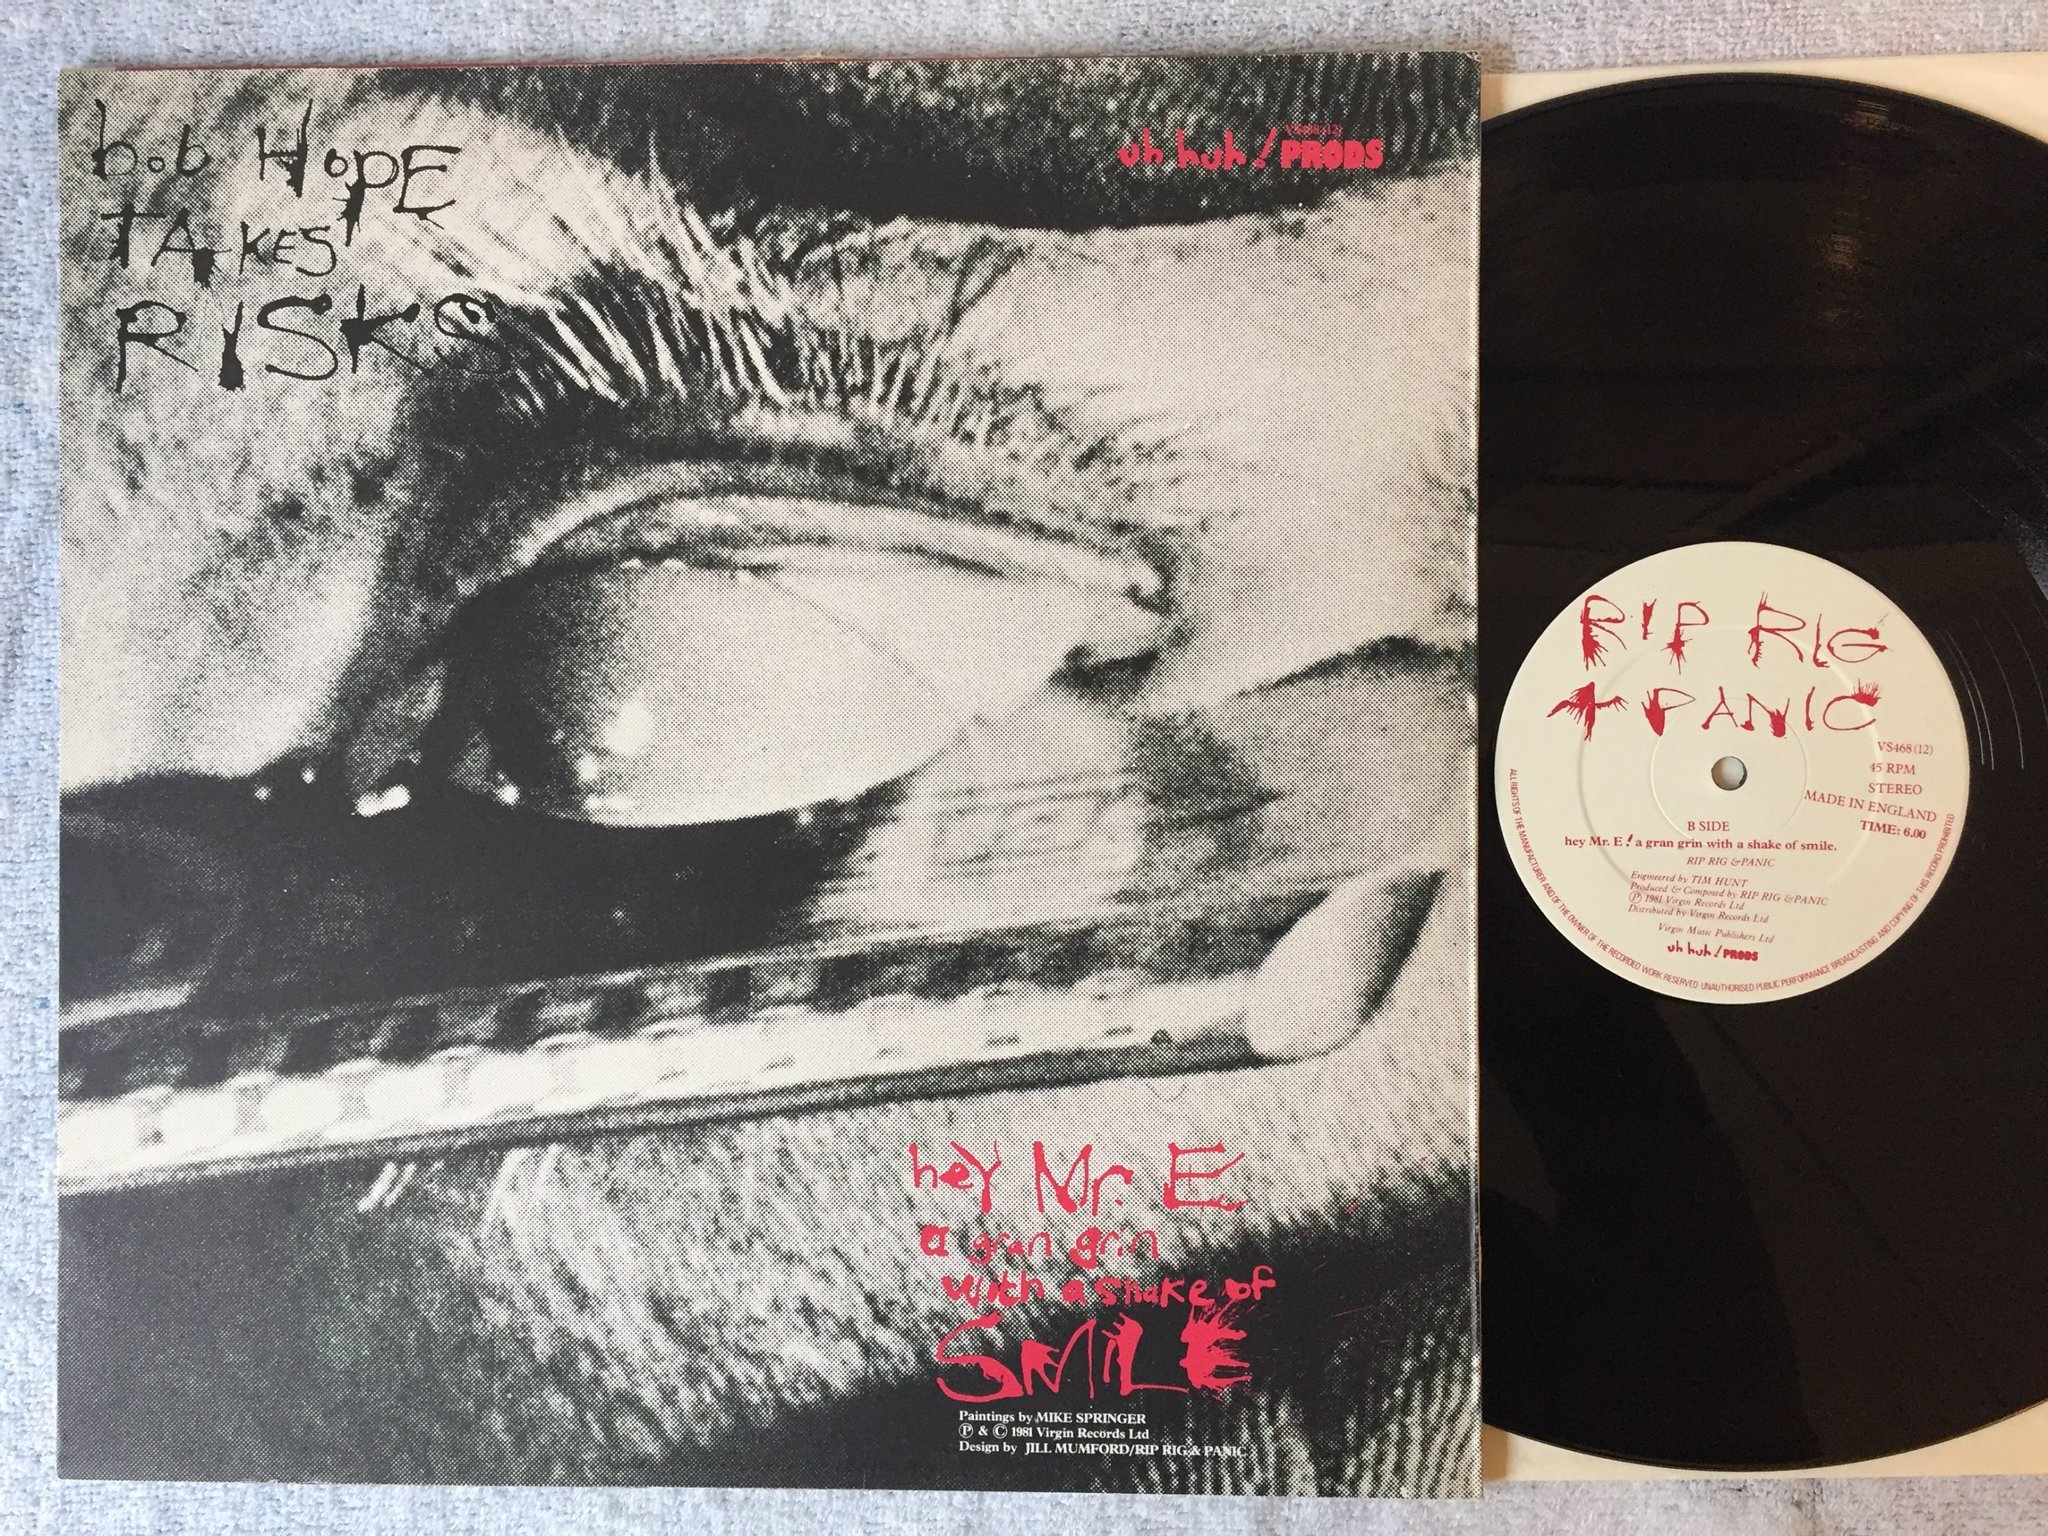 bob HOPE
TAKES
RISKS
VS468 (12)
uh huh! PRODS
hey Mr. E
a gran grin
with a shake of
SMILE
Paintings by MIKE SPRINGER
Ⓟ & © 1981 Virgin Records Ltd
Design by JILL MUMFORD/RIP RIG & PANIC
RIP RIG
+ PANIC
VS468 (12)
45 RPM
STEREO
MADE IN ENGLAND
TIME: 6.00
B SIDE
hey Mr. E! a gran grin with a shake of smile.
RIP RIG & PANIC
Engineered by TIM HUNT
Produced & Composed by RIP RIG & PANIC
Ⓟ 1981 Virgin Records Ltd
Distributed by Virgin Records Ltd
Virgin Music Publishers Ltd
uh huh! PRODS
ALL RIGHTS OF THE MANUFACTURER AND OF THE OWNER OF THE RECORDED WORK RESERVED UNAUTHORISED PUBLIC PERFORMANCE BROADCASTING AND COPYING OF THIS RECORD PROHIBITED